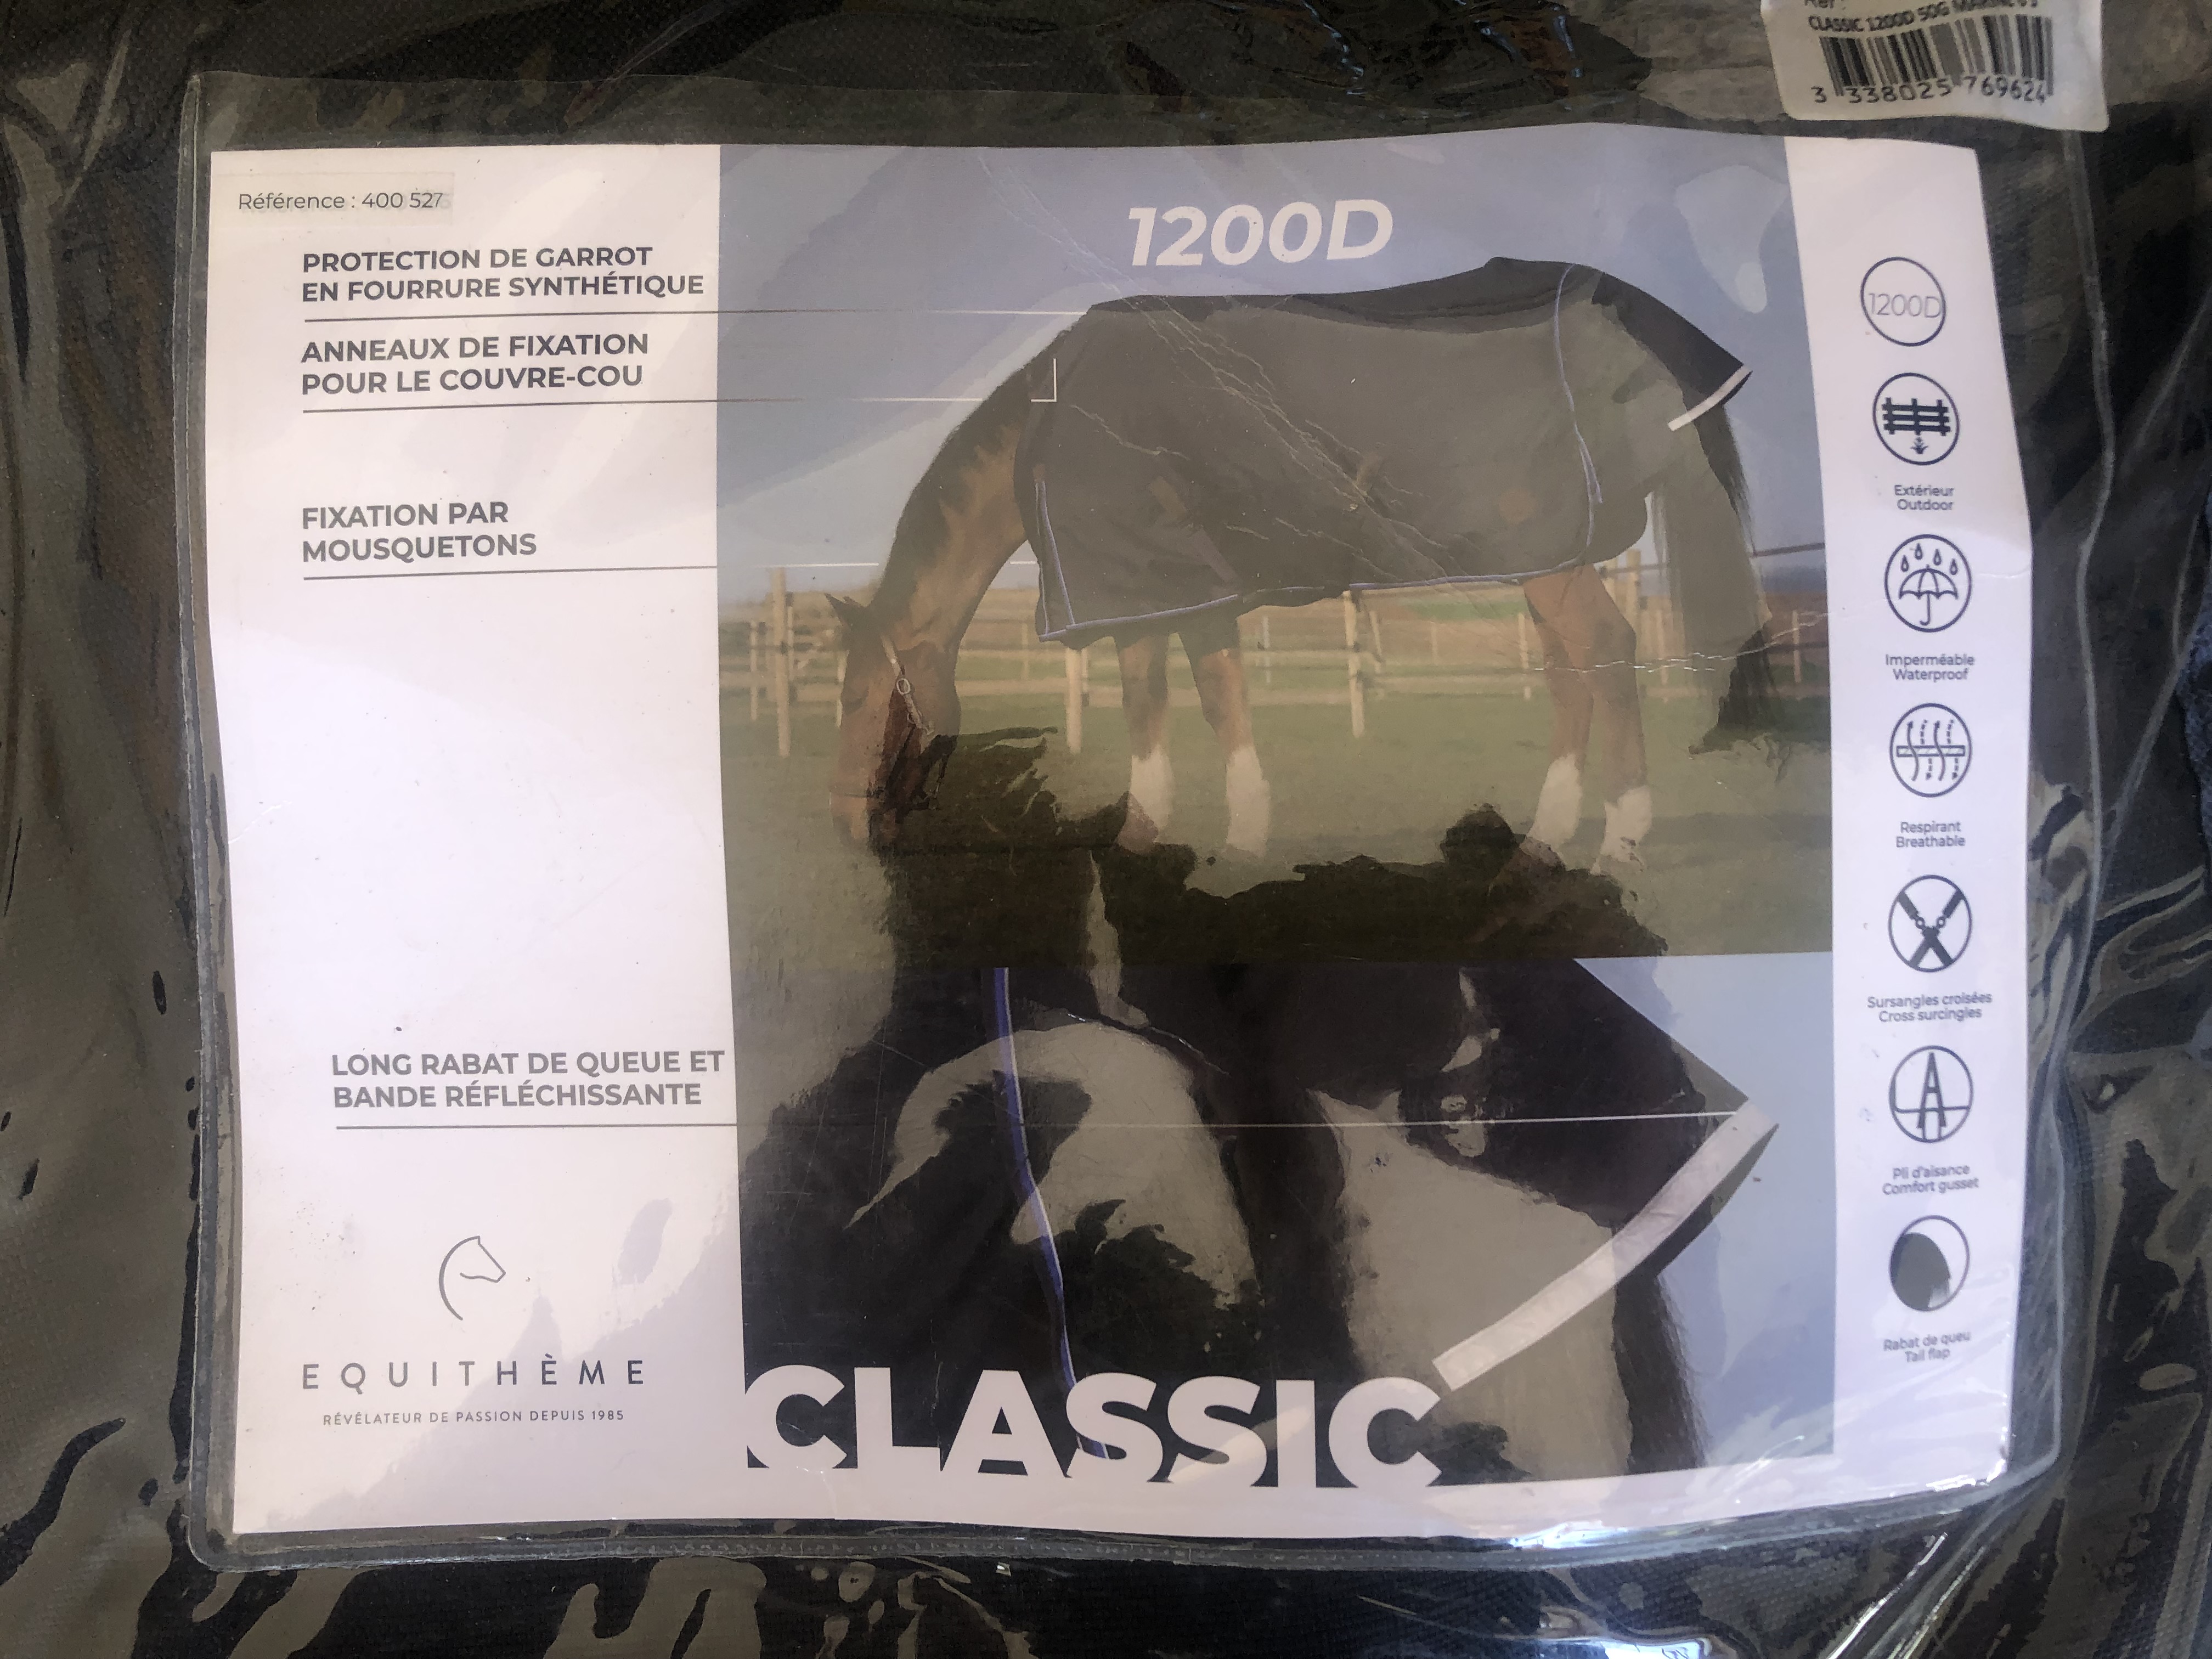 CLASSIC 1200D 50G
3 338025 769624
Référence : 400 527
PROTECTION DE GARROT
EN FOURRURE SYNTHÉTIQUE
ANNEAUX DE FIXATION
POUR LE COUVRE-COU
FIXATION PAR
MOUSQUETONS
LONG RABAT DE QUEUE ET
BANDE RÉFLÉCHISSANTE
EQUITHÈME
RÉVÉLATEUR DE PASSION DEPUIS 1985
1200D
CLASSIC
1200D
Extérieur
Outdoor
Imperméable
Waterproof
Respirant
Breathable
Sursangles croisées
Cross surcingles
Pli d'aisance
Comfort gusset
Rabat de queu
Tail flap